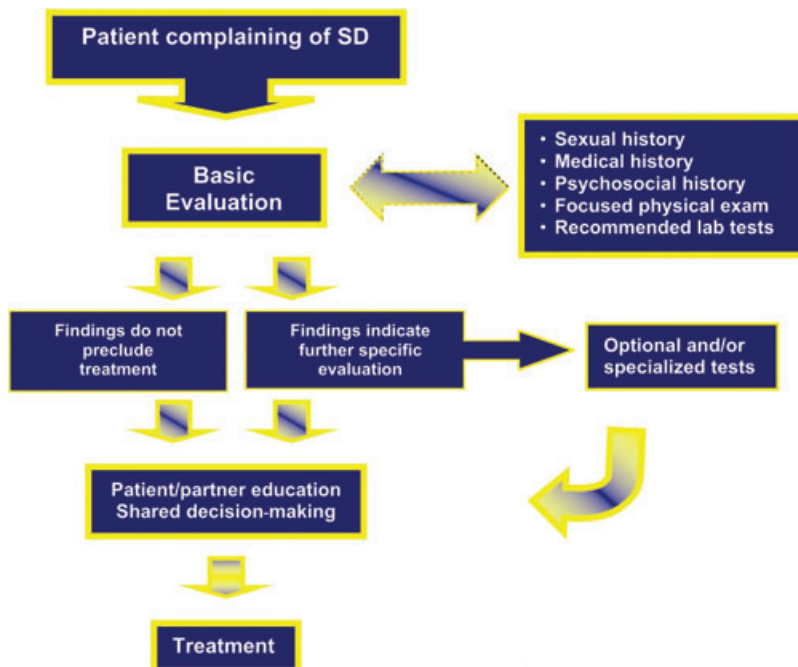 Patient complaining of SD
Basic
Evaluation
• Sexual history
• Medical history
• Psychosocial history
• Focused physical exam
• Recommended lab tests
Findings do not
preclude
treatment
Findings indicate
further specific
evaluation
Optional and/or
specialized tests
Patient/partner education
Shared decision-making
Treatment